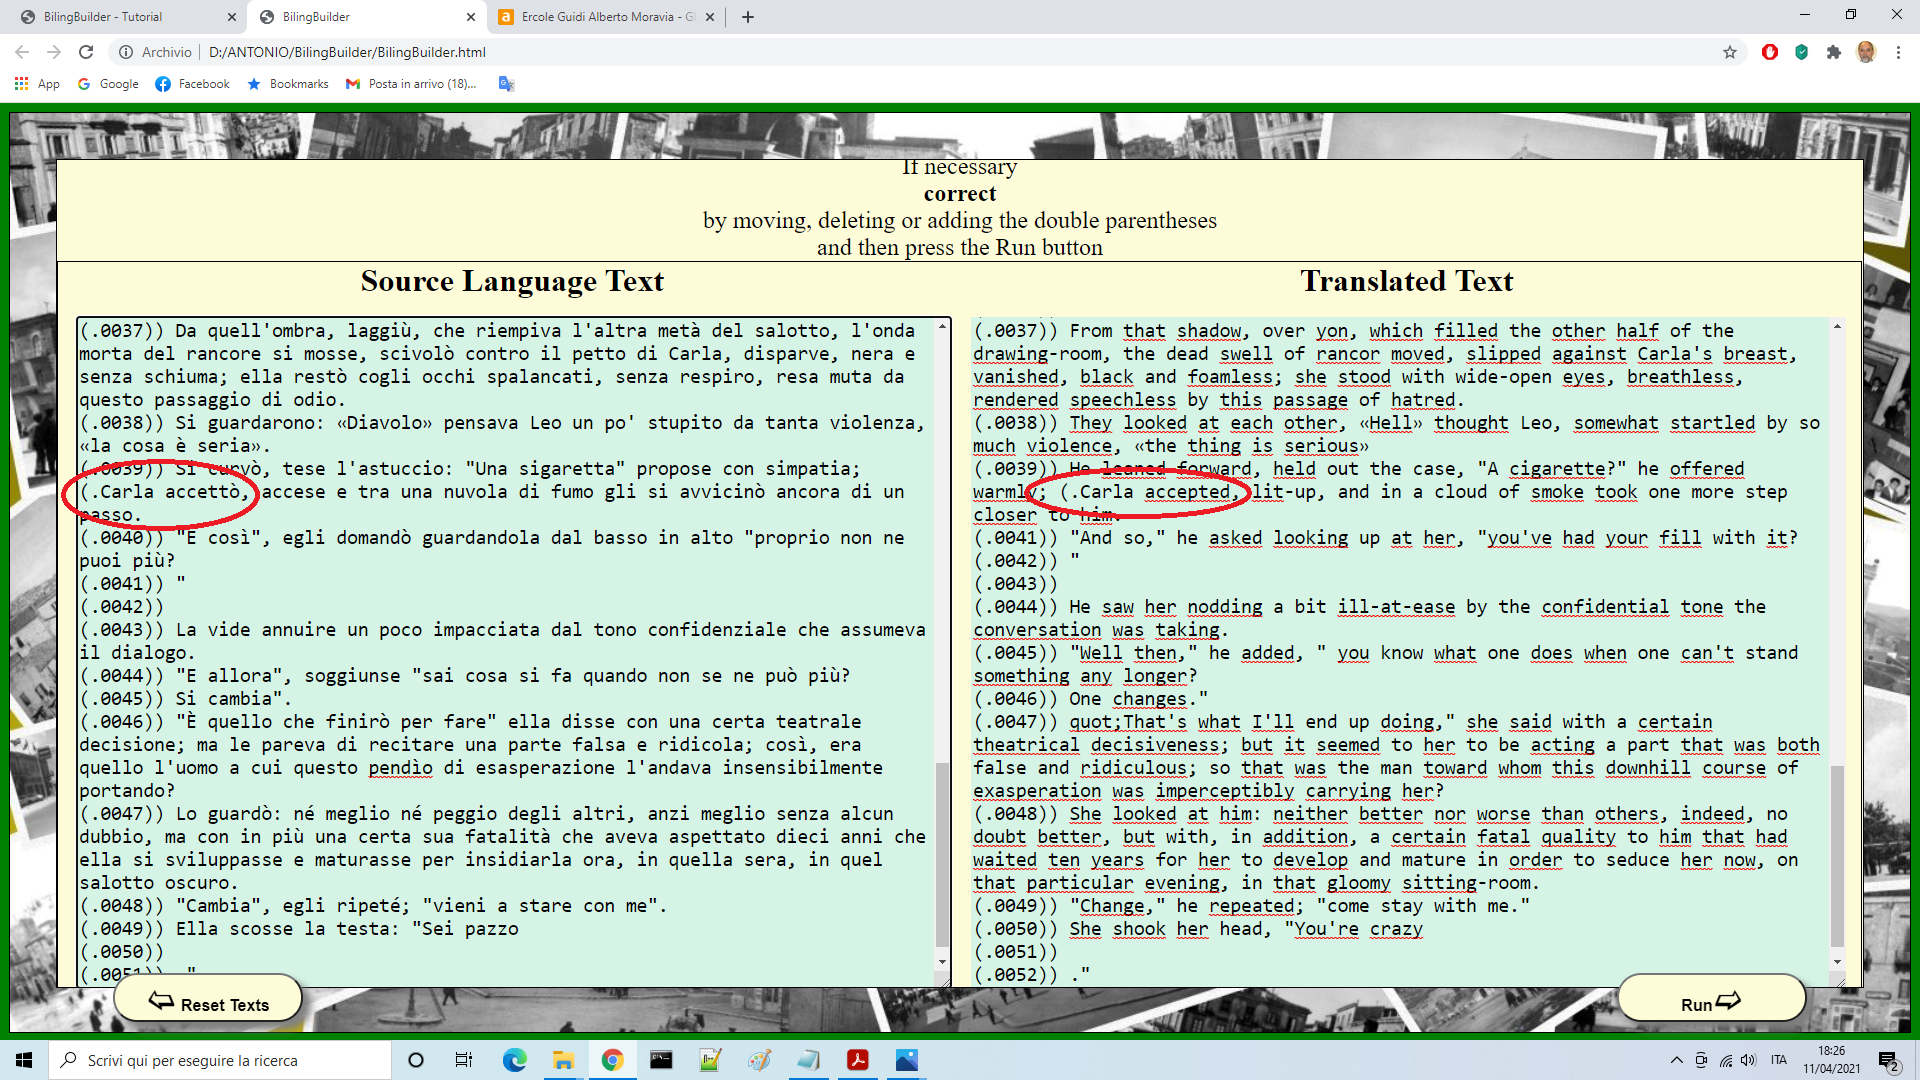 BilingBuilder - Tutorial
BilingBuilder
Ercole Guidi Alberto Moravia - Gl
Archivio
D:/ANTONIO/BilingBuilder/BilingBuilder.html
App
Google
Facebook
Bookmarks
Posta in arrivo (18)...
If necessary
correct
by moving, deleting or adding the double parentheses
and then press the Run button
Source Language Text
(.0037)) Da quell'ombra, laggiù, che riempiva l'altra metà del salotto, l'onda
morta del rancore si mosse, scivolò contro il petto di Carla, disparve, nera e
senza schiuma; ella restò cogli occhi spalancati, senza respiro, resa muta da
questo passaggio di odio.
(.0038)) Si guardarono: «Diavolo» pensava Leo un po' stupito da tanta violenza,
«la cosa è seria».
(.0039)) Si curvò, tese l'astuccio: "Una sigaretta" propose con simpatia;
(.Carla accettò, accese e tra una nuvola di fumo gli si avvicinò ancora di un
passo.
(.0040)) "E così", egli domandò guardandola dal basso in alto "proprio non ne
puoi più?
(.0041)) "
(.0042))
(.0043)) La vide annuire un poco impacciata dal tono confidenziale che assumeva
il dialogo.
(.0044)) "E allora", soggiunse "sai cosa si fa quando non se ne può più?
(.0045)) Si cambia".
(.0046)) "È quello che finirò per fare" ella disse con una certa teatrale
decisione; ma le pareva di recitare una parte falsa e ridicola; così, era
quello l'uomo a cui questo pendìo di esasperazione l'andava insensibilmente
portando?
(.0047)) Lo guardò: né meglio né peggio degli altri, anzi meglio senza alcun
dubbio, ma con in più una certa sua fatalità che aveva aspettato dieci anni che
ella si sviluppasse e maturasse per insidiarla ora, in quella sera, in quel
salotto oscuro.
(.0048)) "Cambia", egli ripeté; "vieni a stare con me".
(.0049)) Ella scosse la testa: "Sei pazzo
(.0050))
(.0051)) ."
Translated Text
(.0037)) From that shadow, over yon, which filled the other half of the
drawing-room, the dead swell of rancor moved, slipped against Carla's breast,
vanished, black and foamless; she stood with wide-open eyes, breathless,
rendered speechless by this passage of hatred.
(.0038)) They looked at each other, «Hell» thought Leo, somewhat startled by so
much violence, «the thing is serious»
(.0039)) He leaned forward, held out the case, "A cigarette?" he offered
warmly; (.Carla accepted, lit-up, and in a cloud of smoke took one more step
closer to him.
(.0041)) "And so," he asked looking up at her, "you've had your fill with it?
(.0042)) "
(.0043))
(.0044)) He saw her nodding a bit ill-at-ease by the confidential tone the
conversation was taking.
(.0045)) "Well then," he added, " you know what one does when one can't stand
something any longer?
(.0046)) One changes."
(.0047)) quot;That's what I'll end up doing," she said with a certain
theatrical decisiveness; but it seemed to her to be acting a part that was both
false and ridiculous; so that was the man toward whom this downhill course of
exasperation was imperceptibly carrying her?
(.0048)) She looked at him: neither better nor worse than others, indeed, no
doubt better, but with, in addition, a certain fatal quality to him that had
waited ten years for her to develop and mature in order to seduce her now, on
that particular evening, in that gloomy sitting-room.
(.0049)) "Change," he repeated; "come stay with me."
(.0050)) She shook her head, "You're crazy
(.0051))
(.0052)) ."
Reset Texts
Run
Scrivi qui per eseguire la ricerca
ITA
18:26
11/04/2021
2